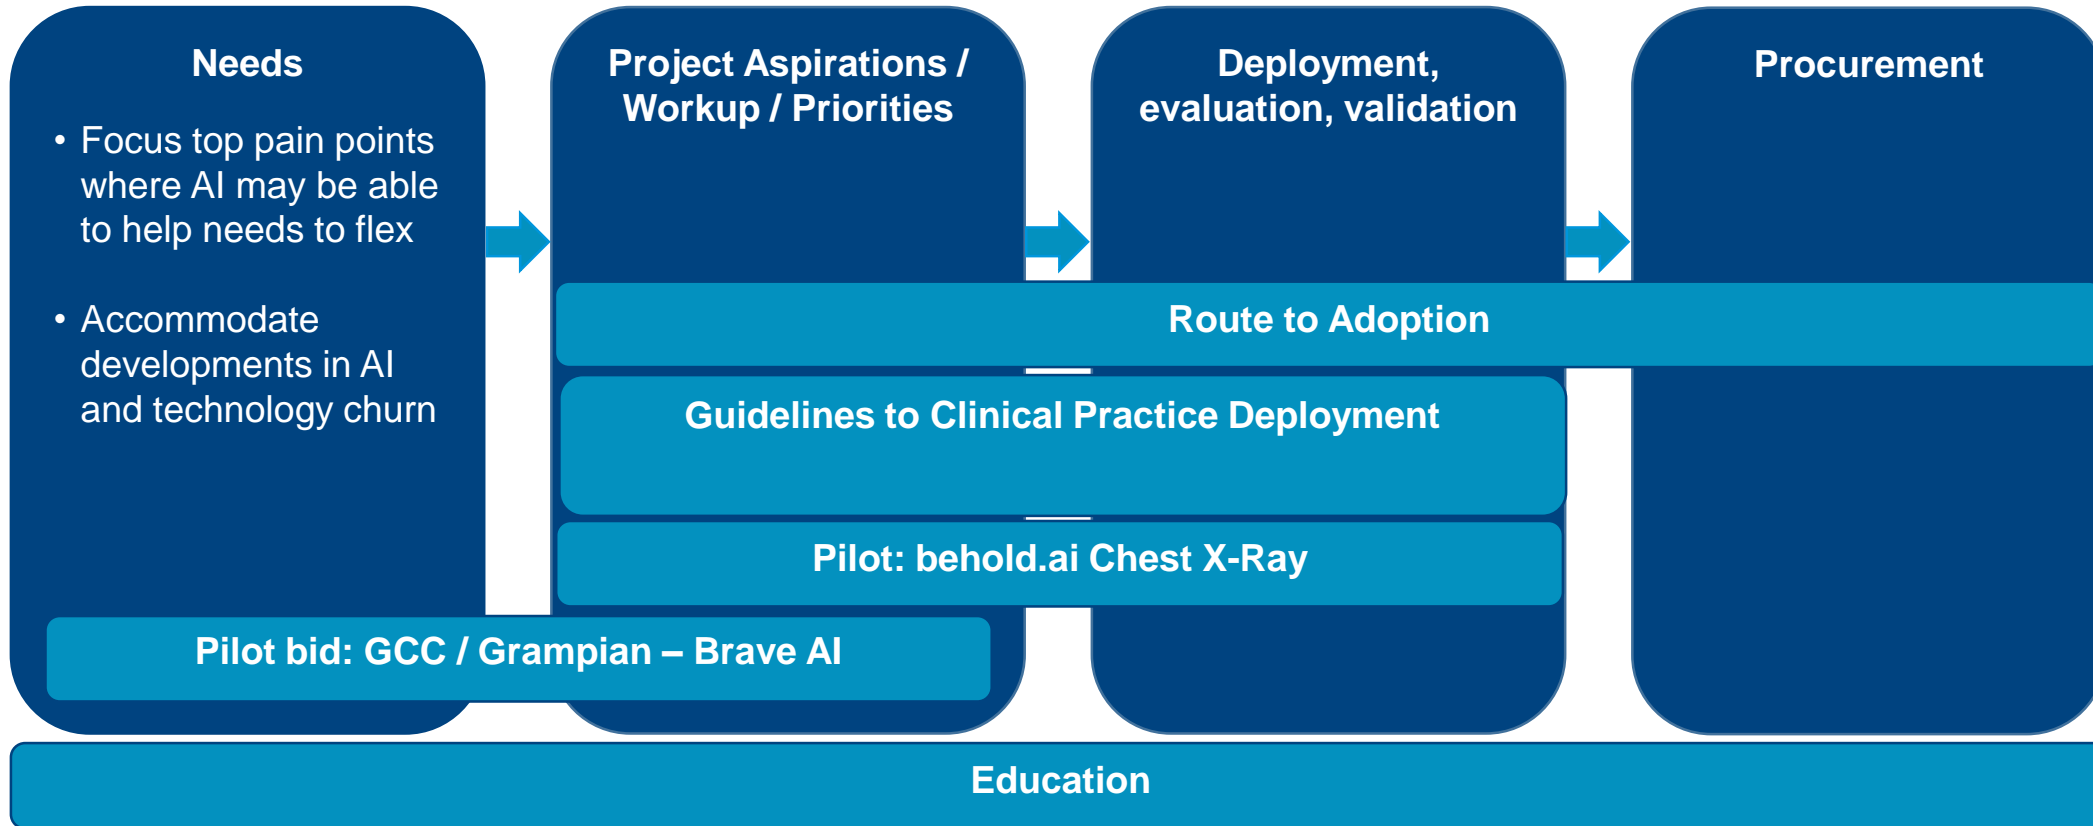 Needs
• Focus top pain points
where AI may be able
to help needs to flex
• Accommodate
developments in AI
and technology churn
Project Aspirations /
Workup / Priorities
Deployment,
evaluation, validation
Procurement
Route to Adoption
Guidelines to Clinical Practice Deployment
Pilot: behold.ai Chest X-Ray
Pilot bid: GCC / Grampian – Brave AI
Education